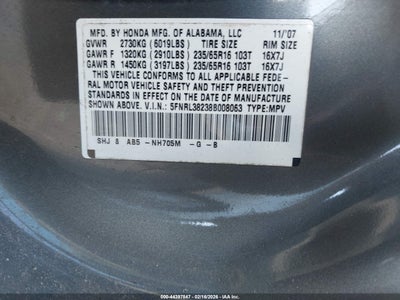 MFD. BY HONDA MFG. OF ALABAMA, LLC 11/'07
GVWR 2730KG (6019LBS) TIRE SIZE RIM SIZE
GAWR F 1320KG (2910LBS) 235/65R16 103T 16X7J
GAWR R 1450KG (3197LBS) 235/65R16 103T 16X7J
THIS VEHICLE CONFORMS TO ALL APPLICABLE FEDE-
RAL MOTOR VEHICLE SAFETY AND THEFT PREVENTION
STANDARDS IN EFFECT ON THE DATE OF MANUFACTURE
SHOWN ABOVE. V.I.N.: 5FNRL38238B008063 TYPE:MPV
SHJ 8 AB5 -NH705M -G -B
000-44397847 - 02/18/2026 - IAA Inc.